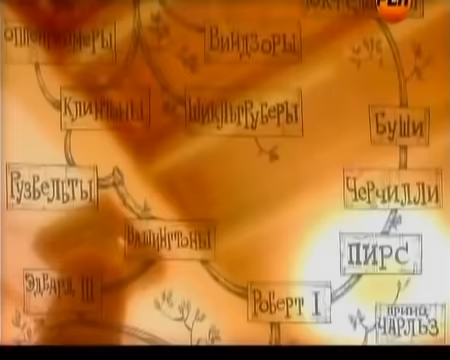 РЕН
ОППЕНГЕЙМЕРЫ
ВИНДЗОРЫ
КЛИНТОНЫ
ШИКЛЬГРУБЕРЫ
БУШИ
РУЗВЕЛЬТЫ
ЧЕРЧИЛЛИ
ВАШИНГТОНЫ
ПИРС
ЭДВАРД III
РОБЕРТ I
ПРИНЦ
ЧАРЛЬЗ